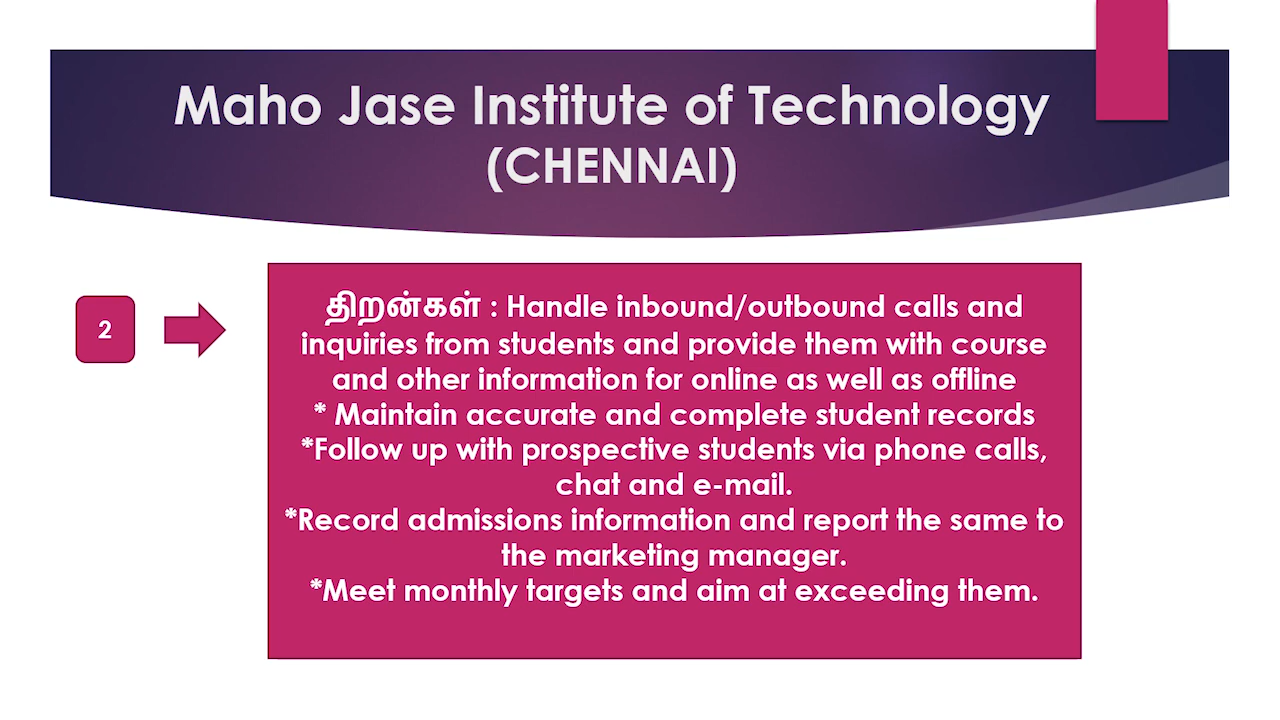 Maho Jase Institute of Technology
(CHENNAI)
2
திறன்கள் : Handle inbound/outbound calls and
inquiries from students and provide them with course
and other information for online as well as offline
* Maintain accurate and complete student records
*Follow up with prospective students via phone calls,
chat and e-mail.
*Record admissions information and report the same to
the marketing manager.
*Meet monthly targets and aim at exceeding them.